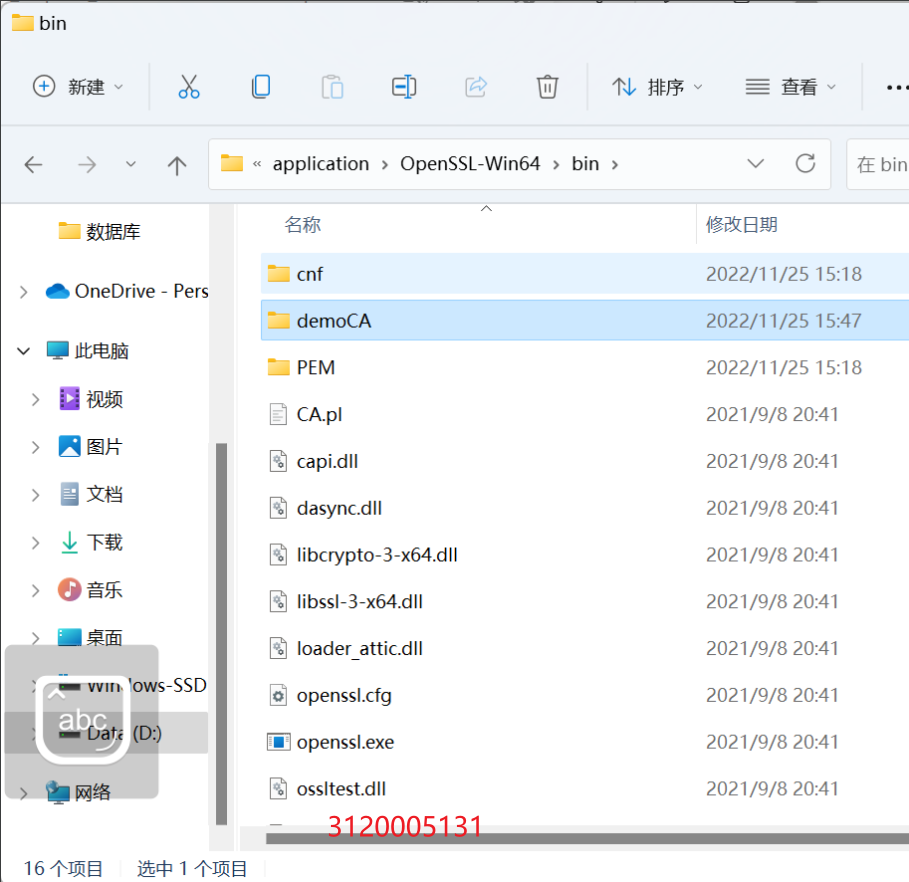 bin
新建
排序
查看
« application › OpenSSL-Win64 › bin ›
在 bin
名称
修改日期
数据库
OneDrive - Pers
此电脑
视频
图片
文档
下载
音乐
桌面
Windows-SSD
Data (D:)
网络
abc
cnf 2022/11/25 15:18
demoCA 2022/11/25 15:47
PEM 2022/11/25 15:18
CA.pl 2021/9/8 20:41
capi.dll 2021/9/8 20:41
dasync.dll 2021/9/8 20:41
libcrypto-3-x64.dll 2021/9/8 20:41
libssl-3-x64.dll 2021/9/8 20:41
loader_attic.dll 2021/9/8 20:41
openssl.cfg 2021/9/8 20:41
openssl.exe 2021/9/8 20:41
ossltest.dll 2021/9/8 20:41
3120005131
16 个项目 选中 1 个项目